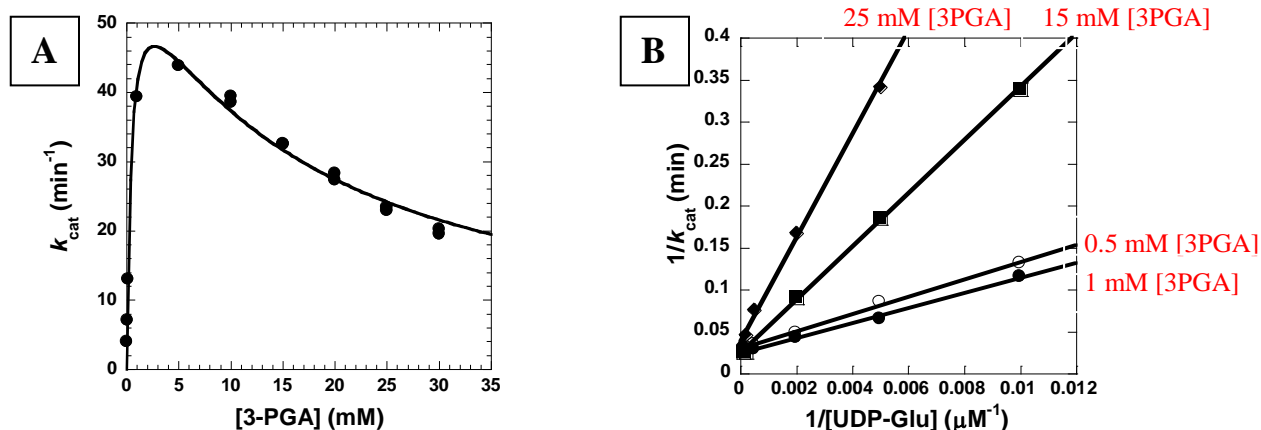 A
k_cat (min⁻¹)
50
40
30
20
10
0
0 5 10 15 20 25 30 35
[3-PGA] (mM)
B
25 mM [3PGA]
15 mM [3PGA]
1/k_cat (min)
0.4
0.35
0.3
0.25
0.2
0.15
0.1
0.05
0
0.5 mM [3PGA]
1 mM [3PGA]
0 0.002 0.004 0.006 0.008 0.01 0.012
1/[UDP-Glu] (µM⁻¹)